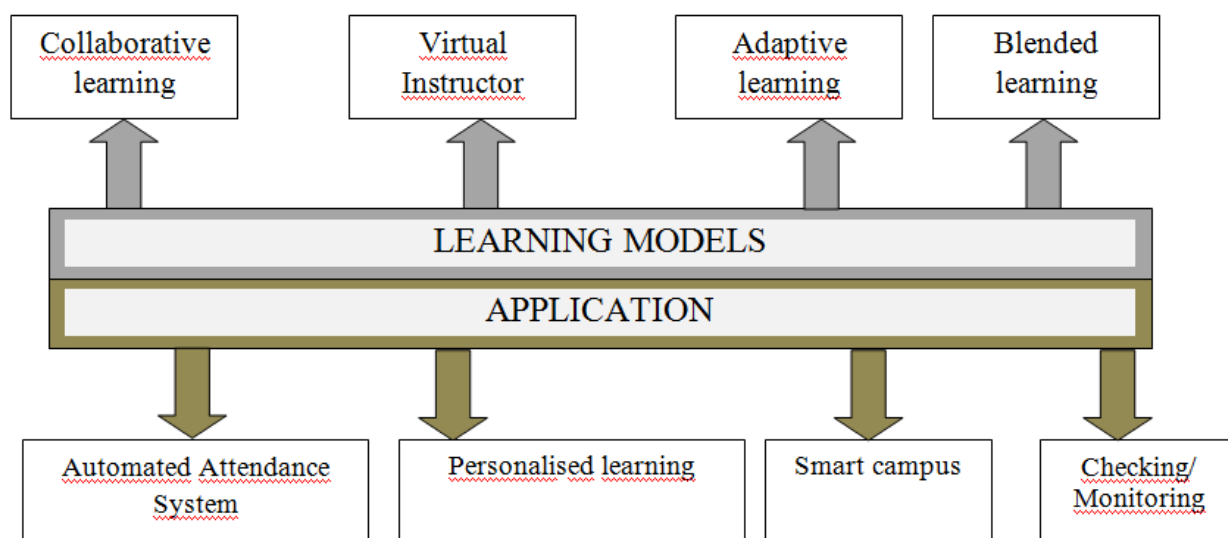 Collaborative
learning
Virtual
Instructor
Adaptive
learning
Blended
learning
LEARNING MODELS
APPLICATION
Automated Attendance
System
Personalised learning
Smart campus
Checking/
Monitoring